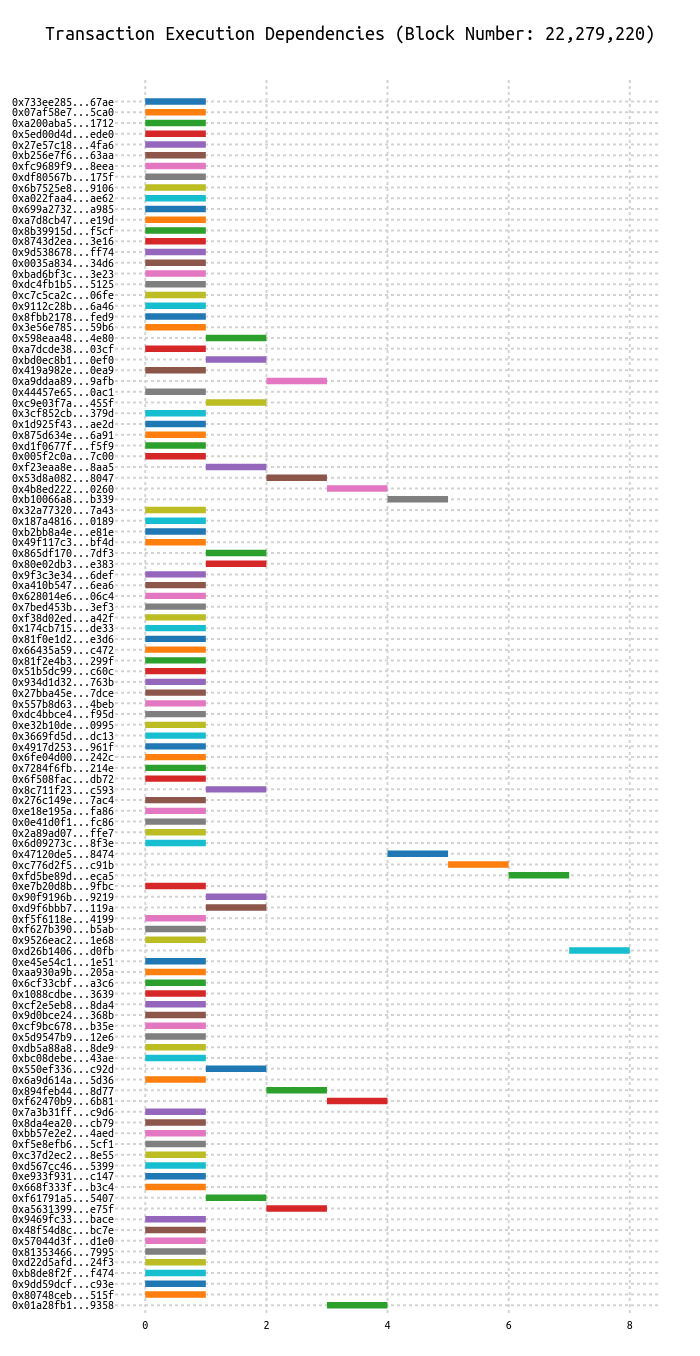 Transaction Execution Dependencies (Block Number: 22,279,220)
0x733ee285...67ae
0x07af58e7...5ca0
0xa200aba5...1712
0x5ed00d4d...ede0
0x27e57c18...4fa6
0xb256e7f6...63aa
0xfc9689f9...8eea
0xdf80567b...175f
0x6b7525e8...9106
0xa022faa4...ae62
0x699a2732...a985
0xa7d8cb47...e19d
0x8b39915d...f5cf
0x8743d2ea...3e16
0x9d538678...ff74
0x0035a834...34d6
0xbad6bf3c...3e23
0xdc4fb1b5...5125
0xc7c5ca2c...06fe
0x9112c28b...6a46
0x8fbb2178...fed9
0x3e56e785...59b6
0x598eaa48...4e80
0xa7dcde38...03cf
0xbd0ec8b1...0ef0
0x419a982e...0ea9
0xa9ddaa89...9afb
0x44457e65...0ac1
0xc9e03f7a...455f
0x3cf852cb...379d
0x1d925f43...ae2d
0x875d634e...6a91
0xd1f0677f...f5f9
0x005f2c0a...7c00
0xf23eaa8e...8aa5
0x53d8a082...8047
0x4b8ed222...0260
0xb10066a8...b339
0x32a77320...7a43
0x187a4816...0189
0xb2bb8a4e...e81e
0x49f117c3...bf4d
0x865df170...7df3
0x80e02db3...e383
0x9f3c3e34...6def
0xa410b547...6ea6
0x628014e6...06c4
0x7bed453b...3ef3
0xf38d02ed...a42f
0x174cb715...de33
0x81f0e1d2...e3d6
0x66435a59...c472
0x81f2e4b3...299f
0x51b5dc99...c60c
0x934d1d32...763b
0x27bba45e...7dce
0x557b8d63...4beb
0xdc4bbce4...f95d
0xe32b10de...0995
0x3669fd5d...dc13
0x4917d253...961f
0x6fe04d00...242c
0x7284f6fb...214e
0x6f508fac...db72
0x8c711f23...c593
0x276c149e...7ac4
0xe18e195a...fa86
0x0e41d0f1...fc86
0x2a89ad07...ffe7
0x6d09273c...8f3e
0x47120de5...8474
0xc776d2f5...c91b
0xfd5be89d...eca5
0xe7b20d8b...9fbc
0x90f9196b...9219
0xd9f6bbb7...119a
0xf5f6118e...4199
0xf627b390...b5ab
0x9526eac2...1e68
0xd26b1406...d0fb
0xe45e54c1...1e51
0xaa930a9b...205a
0x6cf33cbf...a3c6
0x1088cdbe...3639
0xcf2e5eb8...8da4
0x9d0bce24...368b
0xcf9bc678...b35e
0x5d9547b9...12e6
0xdb5a88a8...8de9
0xbc08debe...43ae
0x550ef336...c92d
0x6a9d614a...5d36
0x894feb44...8d77
0xf62470b9...6b81
0x7a3b31ff...c9d6
0x8da4ea20...cb79
0xbb57e2e2...4aed
0xf5e8efb6...5cf1
0xc37d2ec2...8e55
0xd567cc46...5399
0xe933f931...c147
0x668f333f...b3c4
0xf61791a5...5407
0xa5631399...e75f
0x9469fc33...bace
0x48f54d8c...bc7e
0x57044d3f...d1e0
0x81353466...7995
0xd22d5afd...24f3
0xb8de8f2f...f474
0x9dd59dcf...c93e
0x80748ceb...515f
0x01a28fb1...9358
0 2 4 6 8